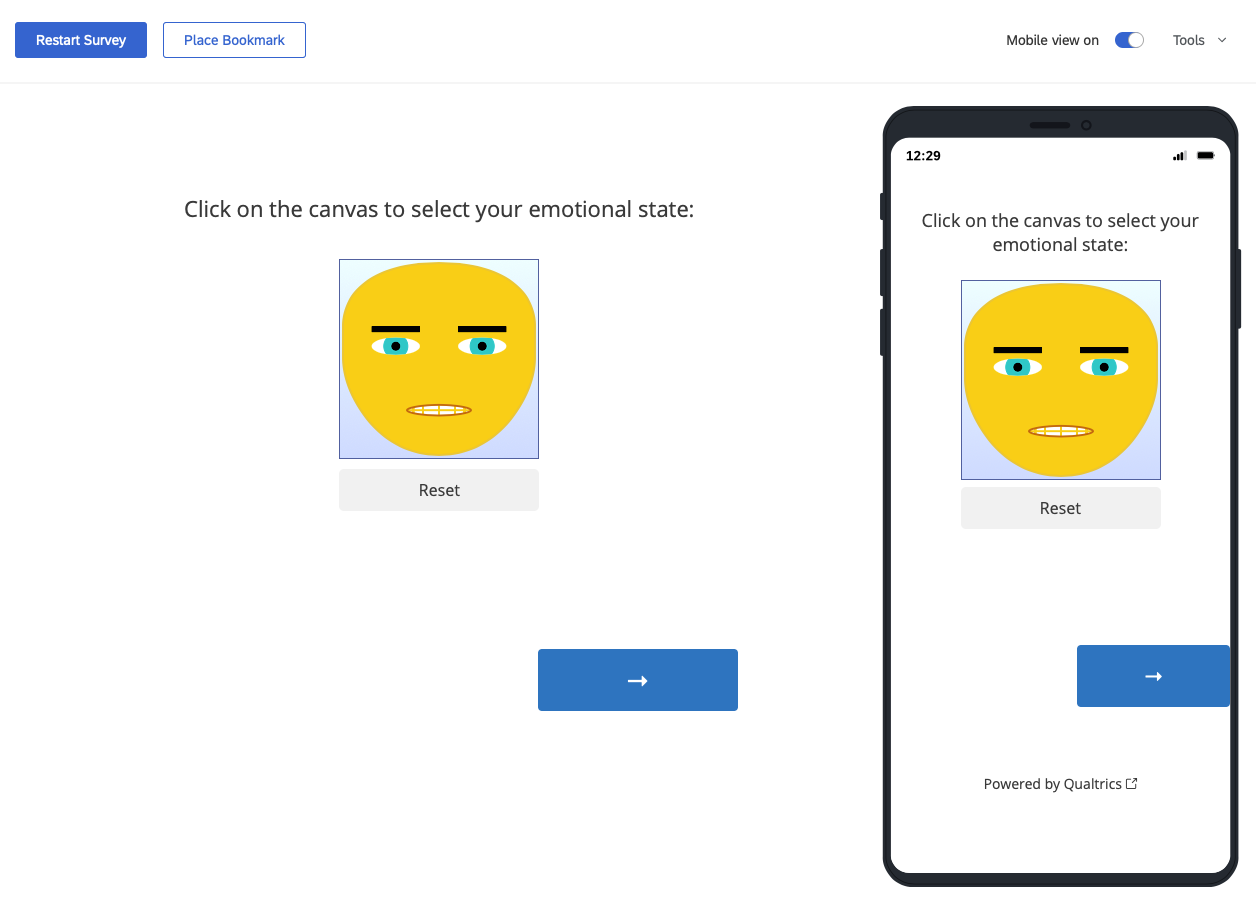 Restart Survey
Place Bookmark
Mobile view on
Tools
Click on the canvas to select your emotional state:
Reset
12:29
Click on the canvas to select your
emotional state:
Reset
Powered by Qualtrics